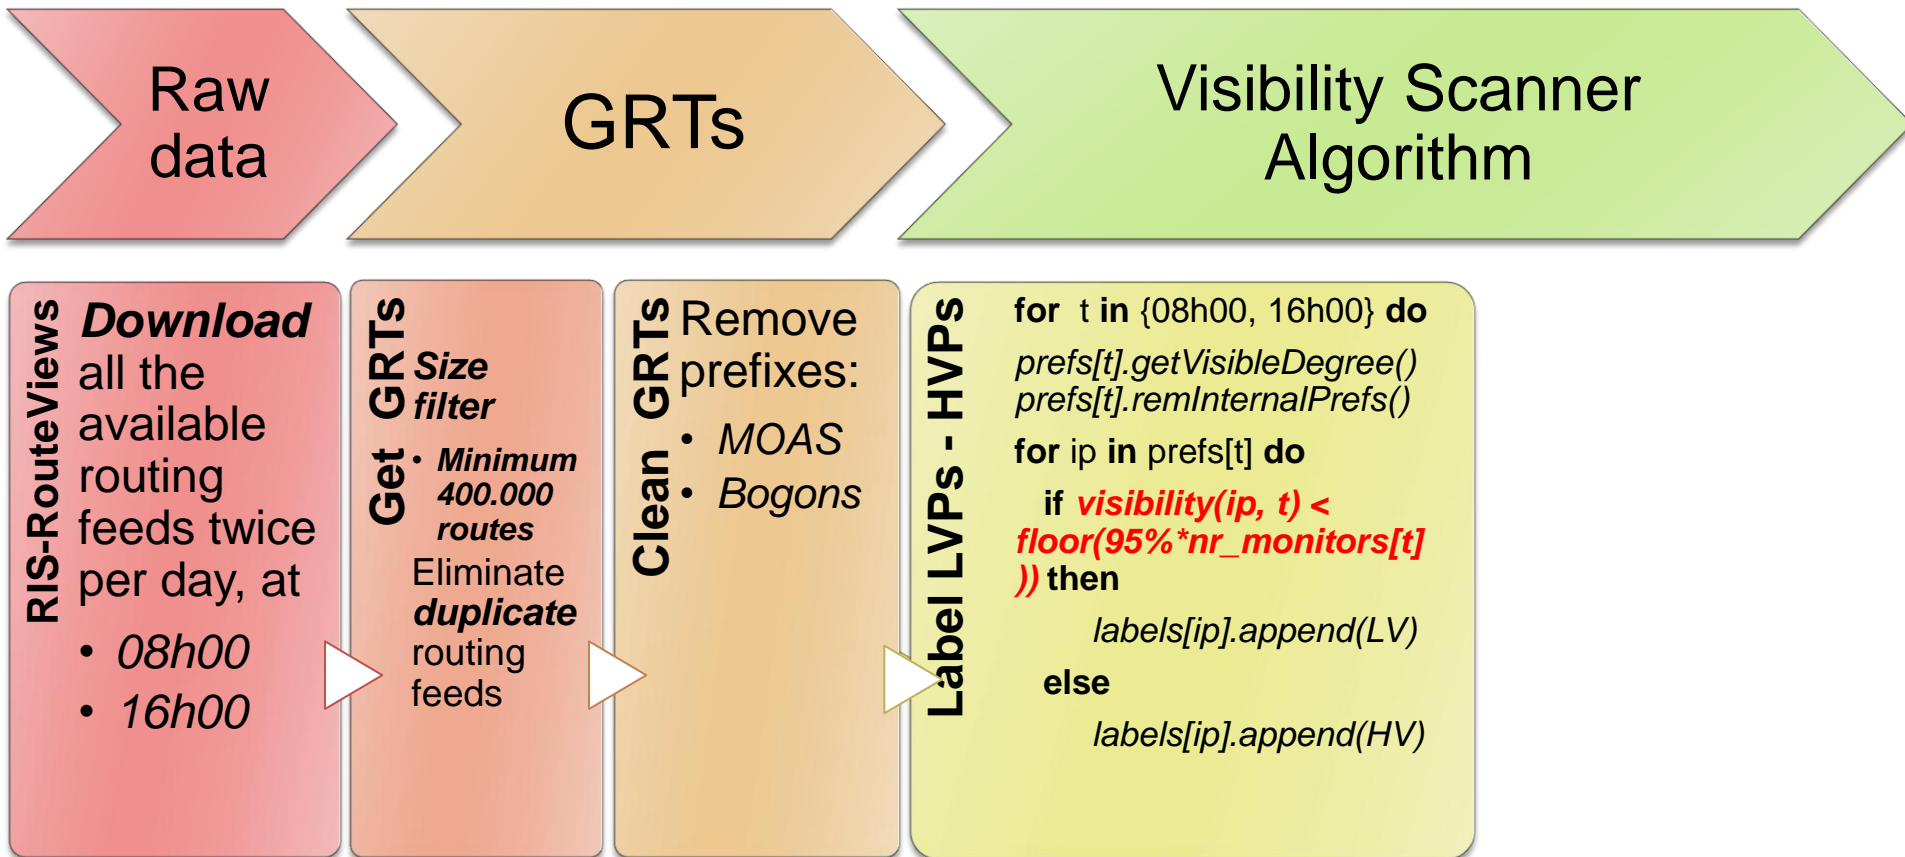 Raw
data
GRTs
Visibility Scanner
Algorithm
RIS-RouteViews
Download
all the
available
routing
feeds twice
per day, at
• 08h00
• 16h00
Get GRTs
Size
filter
• Minimum
400.000
routes
Eliminate
duplicate
routing
feeds
Clean GRTs
Remove
prefixes:
• MOAS
• Bogons
Label LVPs - HVPs
for t in {08h00, 16h00} do
prefs[t].getVisibleDegree()
prefs[t].remInternalPrefs()
for ip in prefs[t] do
if visibility(ip, t) <
floor(95%*nr_monitors[t]
)) then
labels[ip].append(LV)
else
labels[ip].append(HV)